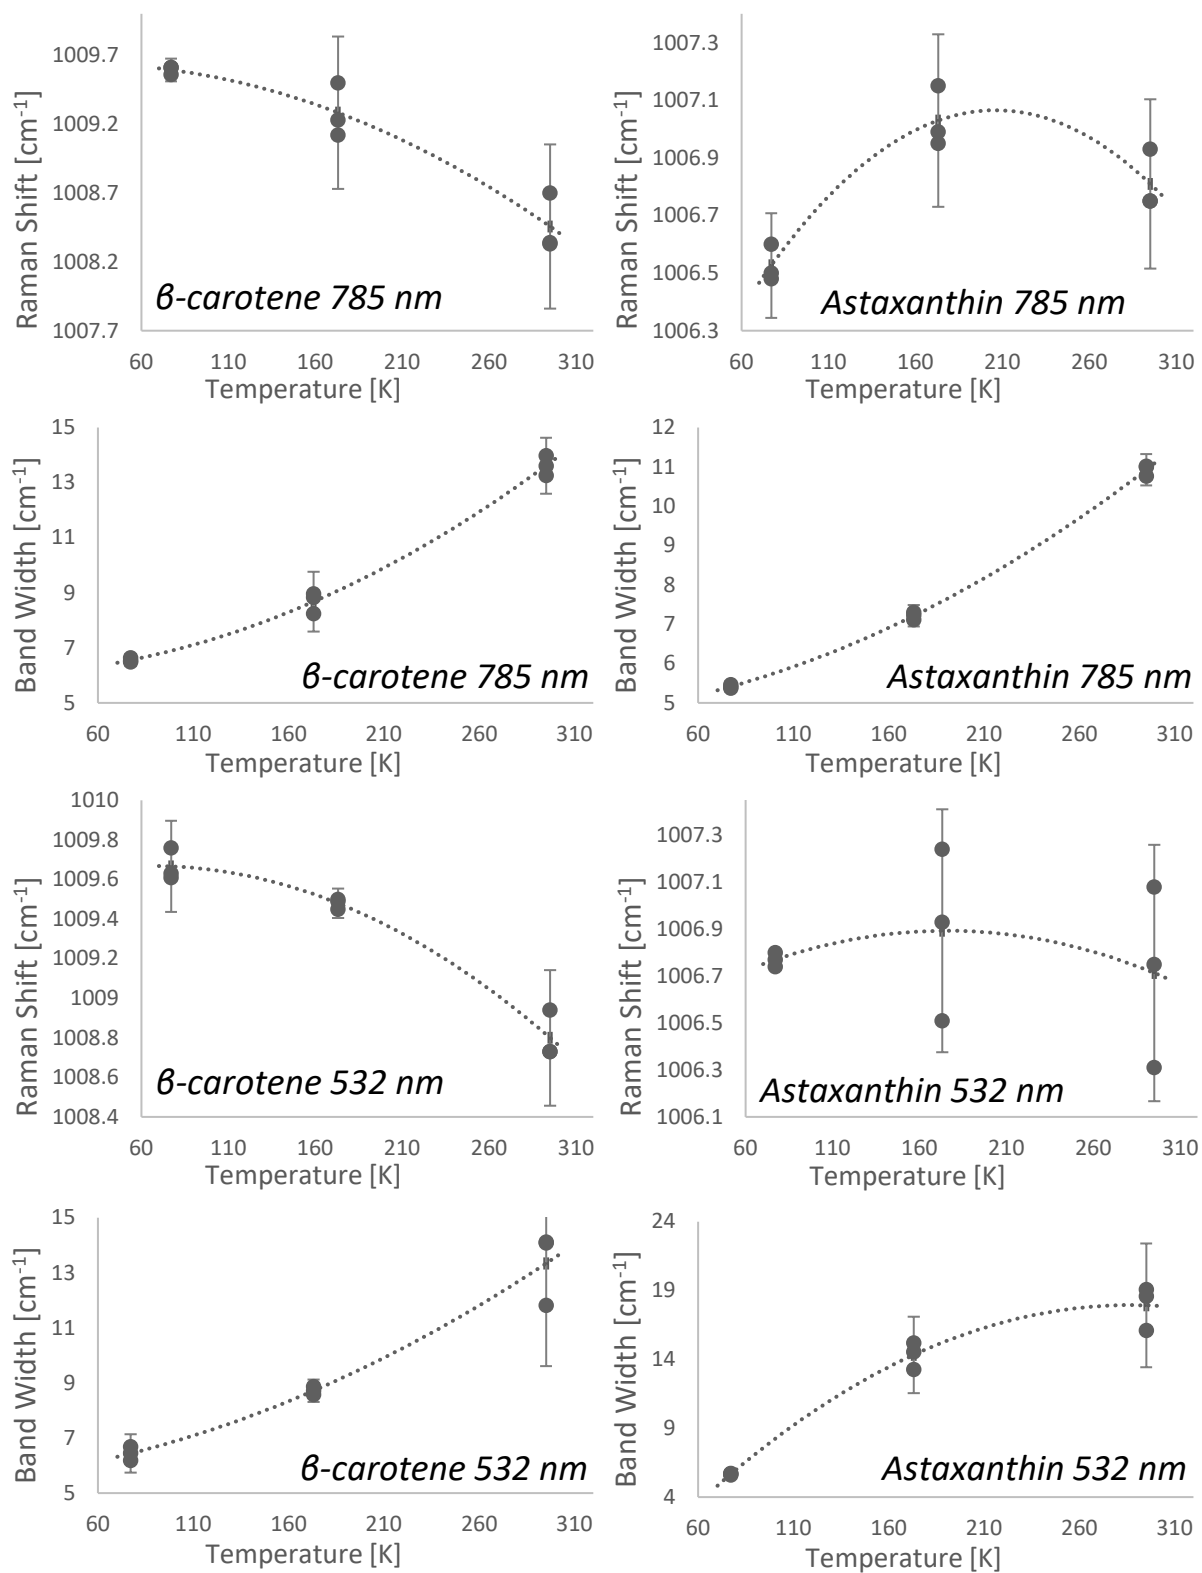 Raman Shift [cm⁻¹]
1009.7
1009.2
1008.7
1008.2
1007.7
β-carotene 785 nm
60 110 160 210 260 310
Temperature [K]
Raman Shift [cm⁻¹]
1007.3
1007.1
1006.9
1006.7
1006.5
1006.3
Astaxanthin 785 nm
60 110 160 210 260 310
Temperature [K]
Band Width [cm⁻¹]
15
13
11
9
7
5
β-carotene 785 nm
60 110 160 210 260 310
Temperature [K]
Band Width [cm⁻¹]
12
11
10
9
8
7
6
5
Astaxanthin 785 nm
60 110 160 210 260 310
Temperature [K]
Raman Shift [cm⁻¹]
1010
1009.8
1009.6
1009.4
1009.2
1009
1008.8
1008.6
1008.4
β-carotene 532 nm
60 110 160 210 260 310
Temperature [K]
Raman Shift [cm⁻¹]
1007.3
1007.1
1006.9
1006.7
1006.5
1006.3
1006.1
Astaxanthin 532 nm
60 110 160 210 260 310
Temperature [K]
Band Width [cm⁻¹]
15
13
11
9
7
5
β-carotene 532 nm
60 110 160 210 260 310
Temperature [K]
Band Width [cm⁻¹]
24
19
14
9
4
Astaxanthin 532 nm
60 110 160 210 260 310
Temperature [K]